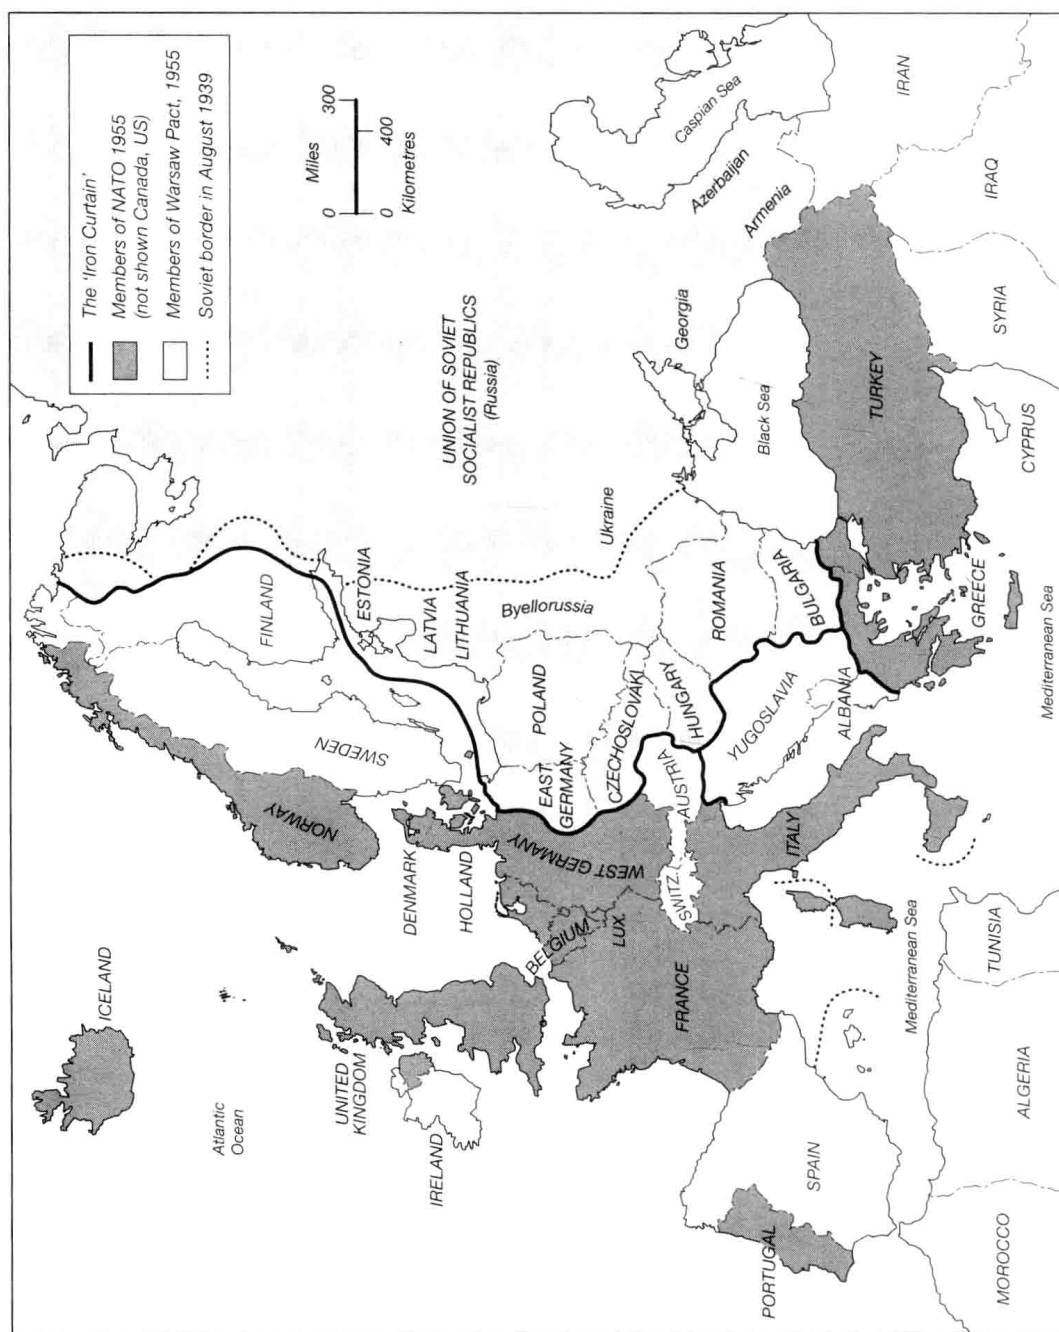 The 'Iron Curtain'
Members of NATO 1955
(not shown Canada, US)
Members of Warsaw Pact, 1955
Soviet border in August 1939
0 Miles 300
0 400
Kilometres
ICELAND
Atlantic
Ocean
NORWAY
SWEDEN
FINLAND
UNION OF SOVIET
SOCIALIST REPUBLICS
(Russia)
ESTONIA
LATVIA
LITHUANIA
DENMARK
HOLLAND
UNITED
KINGDOM
IRELAND
BELGIUM
LUX.
WEST GERMANY
EAST
GERMANY
POLAND
Byellorussia
Ukraine
CZECHOSLOVAKI
FRANCE
SWITZ.
AUSTRIA
HUNGARY
ROMANIA
Georgia
Azerbaijan
Armenia
Caspian Sea
Black Sea
YUGOSLAVIA
BULGARIA
ALBANIA
ITALY
PORTUGAL
SPAIN
Mediterranean Sea
GREECE
TURKEY
CYPRUS
SYRIA
IRAQ
IRAN
Mediterranean Sea
MOROCCO
ALGERIA
TUNISIA